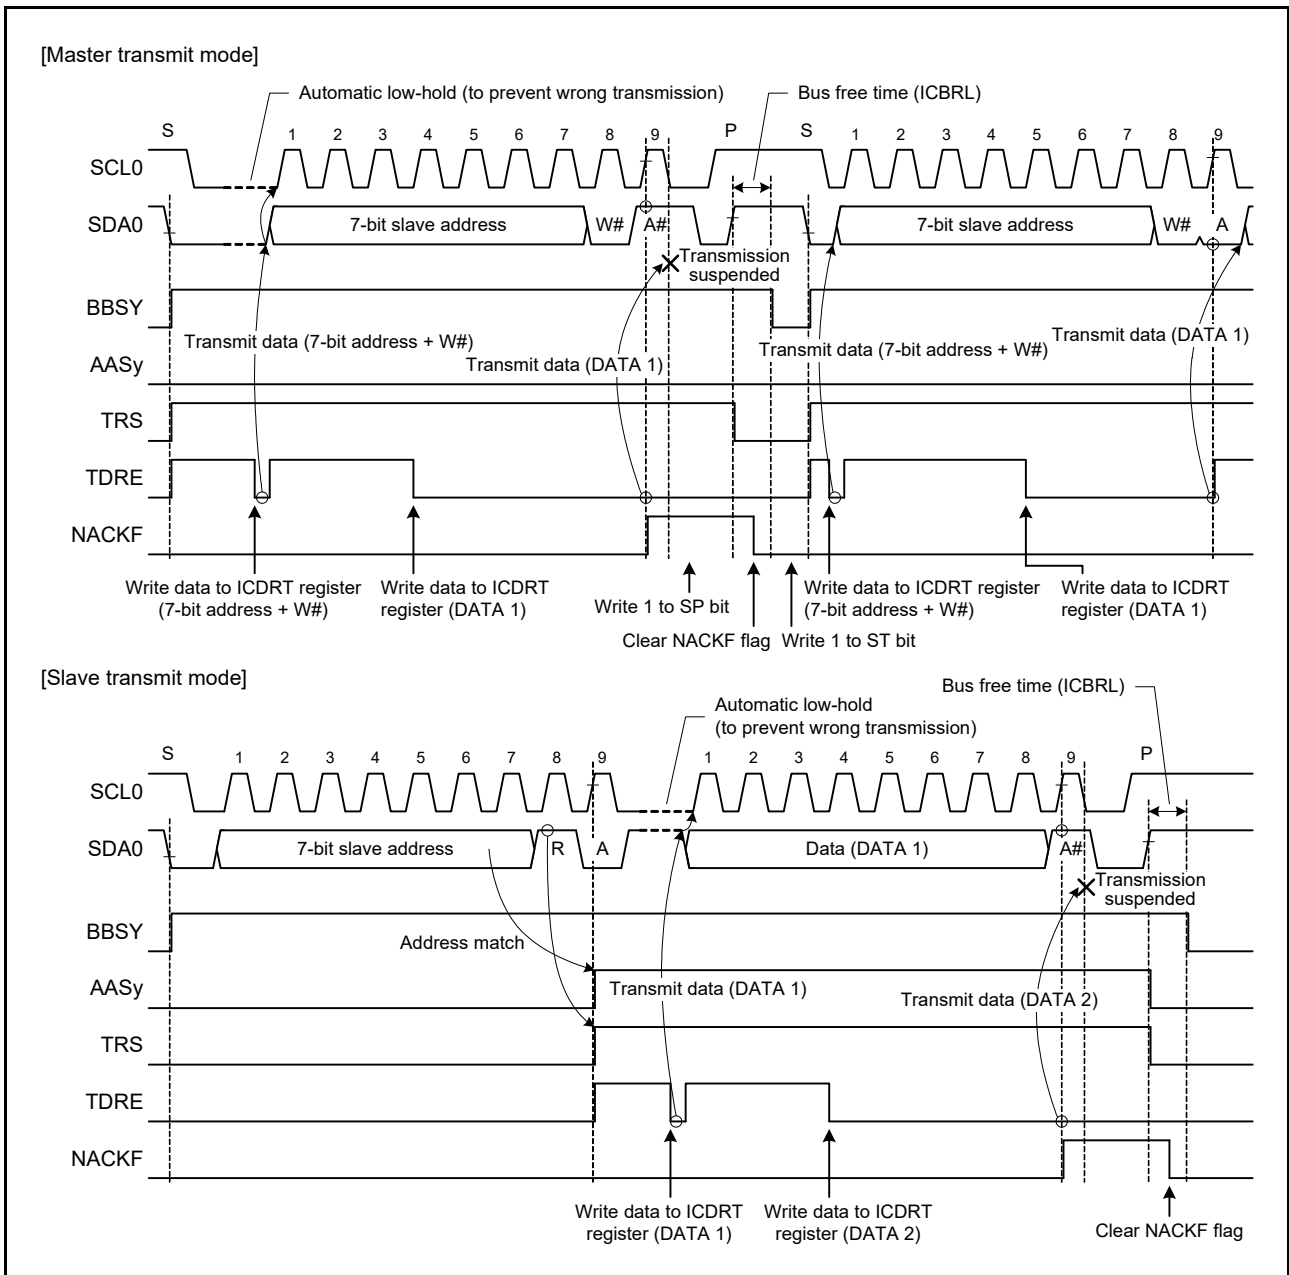 [Master transmit mode]
Automatic low-hold (to prevent wrong transmission)
Bus free time (ICBRL)
S 1 2 3 4 5 6 7 8 9 P S 1 2 3 4 5 6 7 8 9
SCL0
SDA0 7-bit slave address W# A# 7-bit slave address W# A
Transmission
suspended
BBSY
Transmit data (7-bit address + W#)
Transmit data (DATA 1)
Transmit data (7-bit address + W#)
Transmit data (DATA 1)
AASy
TRS
TDRE
NACKF
Write data to ICDRT register
(7-bit address + W#)
Write data to ICDRT
register (DATA 1)
Write 1 to SP bit
Clear NACKF flag
Write 1 to ST bit
Write data to ICDRT register
(7-bit address + W#)
Write data to ICDRT
register (DATA 1)
[Slave transmit mode]
Bus free time (ICBRL)
Automatic low-hold
(to prevent wrong transmission)
S 1 2 3 4 5 6 7 8 9 1 2 3 4 5 6 7 8 9 P
SCL0
SDA0 7-bit slave address R A Data (DATA 1) A#
Transmission
suspended
BBSY
Address match
AASy
Transmit data (DATA 1)
Transmit data (DATA 2)
TRS
TDRE
NACKF
Write data to ICDRT
register (DATA 1)
Write data to ICDRT
register (DATA 2)
Clear NACKF flag